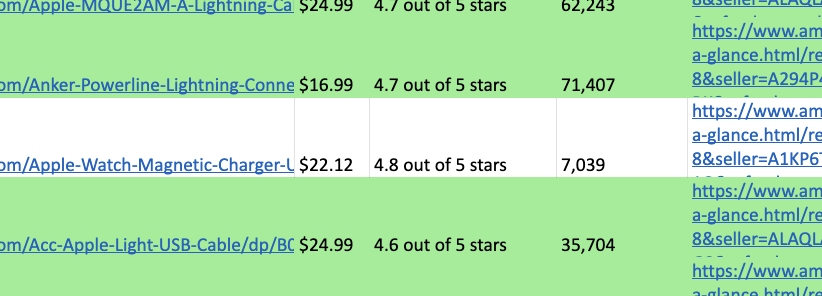 om/Apple-MQUE2AM-A-Lightning-Ca $24.99 4.7 out of 5 stars 62,243
https://www.am
om/Anker-Powerline-Lightning-Conne $16.99 4.7 out of 5 stars 71,407
a-glance.html/re
8&seller=A294P4
https://www.am
a-glance.html/re
om/Apple-Watch-Magnetic-Charger-U $22.12 4.8 out of 5 stars 7,039
8&seller=A1KP6T
https://www.am
a-glance.html/re
om/Acc-Apple-Light-USB-Cable/dp/B0 $24.99 4.6 out of 5 stars 35,704
8&seller=ALAQL
https://www.am
a-glance.html/re